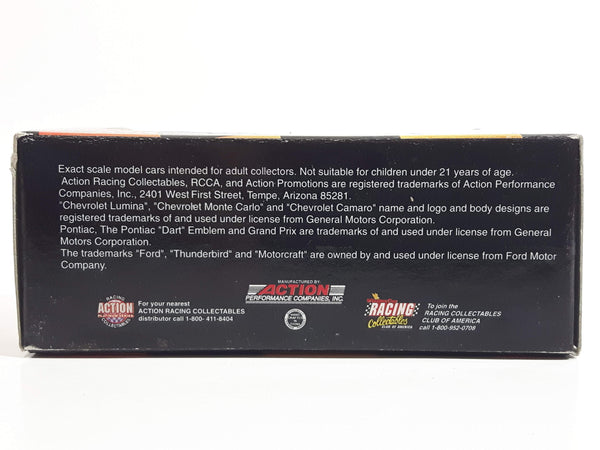 Exact scale model cars intended for adult collectors. Not suitable for children under 21 years of age.
Action Racing Collectables, RCCA, and Action Promotions are registered trademarks of Action Performance
Companies, Inc., 2401 West First Street, Tempe, Arizona 85281.
"Chevrolet Lumina", "Chevrolet Monte Carlo" and "Chevrolet Camaro" name and logo and body designs are
registered trademarks of and used under license from General Motors Corporation.
Pontiac, The Pontiac "Dart" Emblem and Grand Prix are trademarks of and used under license from General
Motors Corporation.
The trademarks "Ford", "Thunderbird" and "Motorcraft" are owned by and used under license from Ford Motor
Company.
MANUFACTURED BY
ACTION
PERFORMANCE COMPANIES, INC.
RACING
ACTION
PLATINUM SERIES
COLLECTABLES
For your nearest
ACTION RACING COLLECTABLES
distributor call 1-800- 411-8404
RACING
Collectables
CLUB OF AMERICA
To join the
RACING COLLECTABLES
CLUB OF AMERICA
call 1-800-952-0708